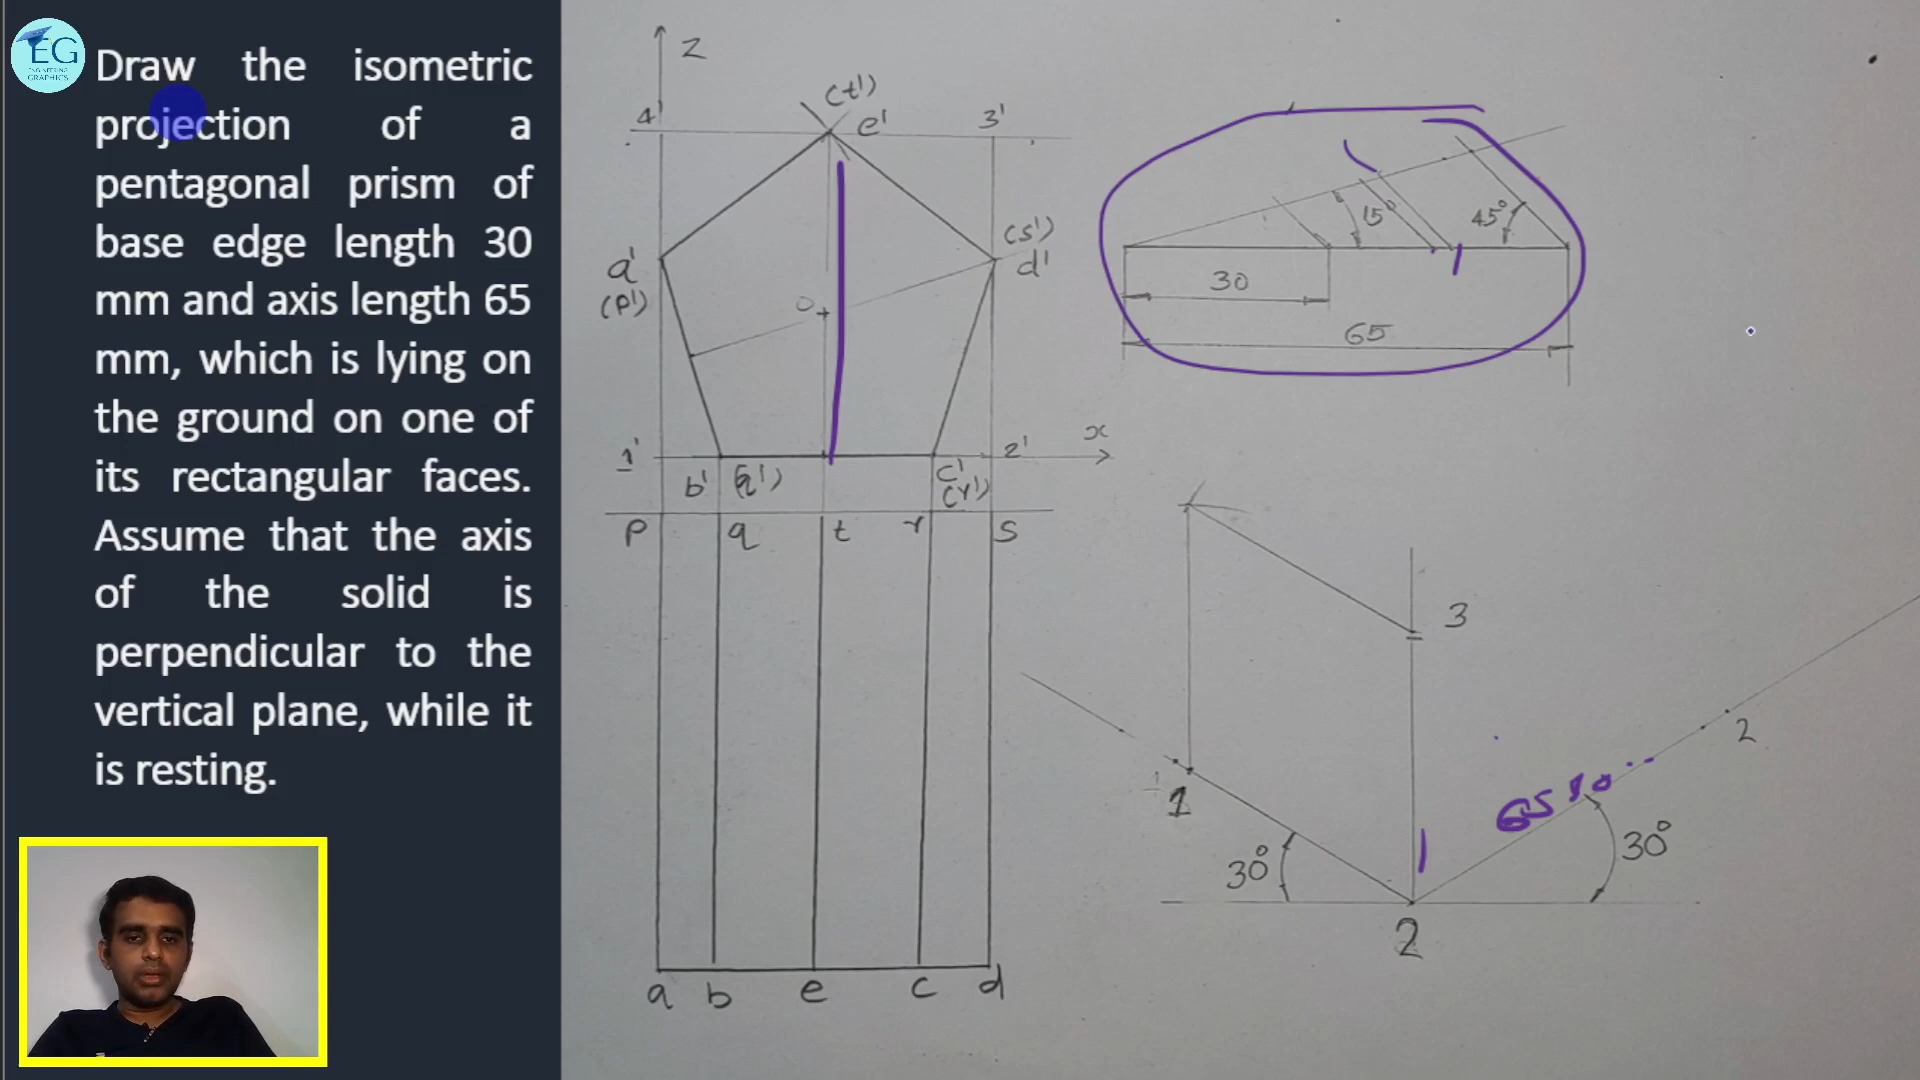 EG
ENGINEERING
GRAPHICS
Draw the isometric
projection of a
pentagonal prism of
base edge length 30
mm and axis length 65
mm, which is lying on
the ground on one of
its rectangular faces.
Assume that the axis
of the solid is
perpendicular to the
vertical plane, while it
is resting.
z
(t')
4' e' 3'
(s')
a' d'
(p')
o
x
1' 2'
b' (q') c'
(r')
p q t r s
a b e c d
15° 45°
30
65
3
2
1
65
30° 30°
2